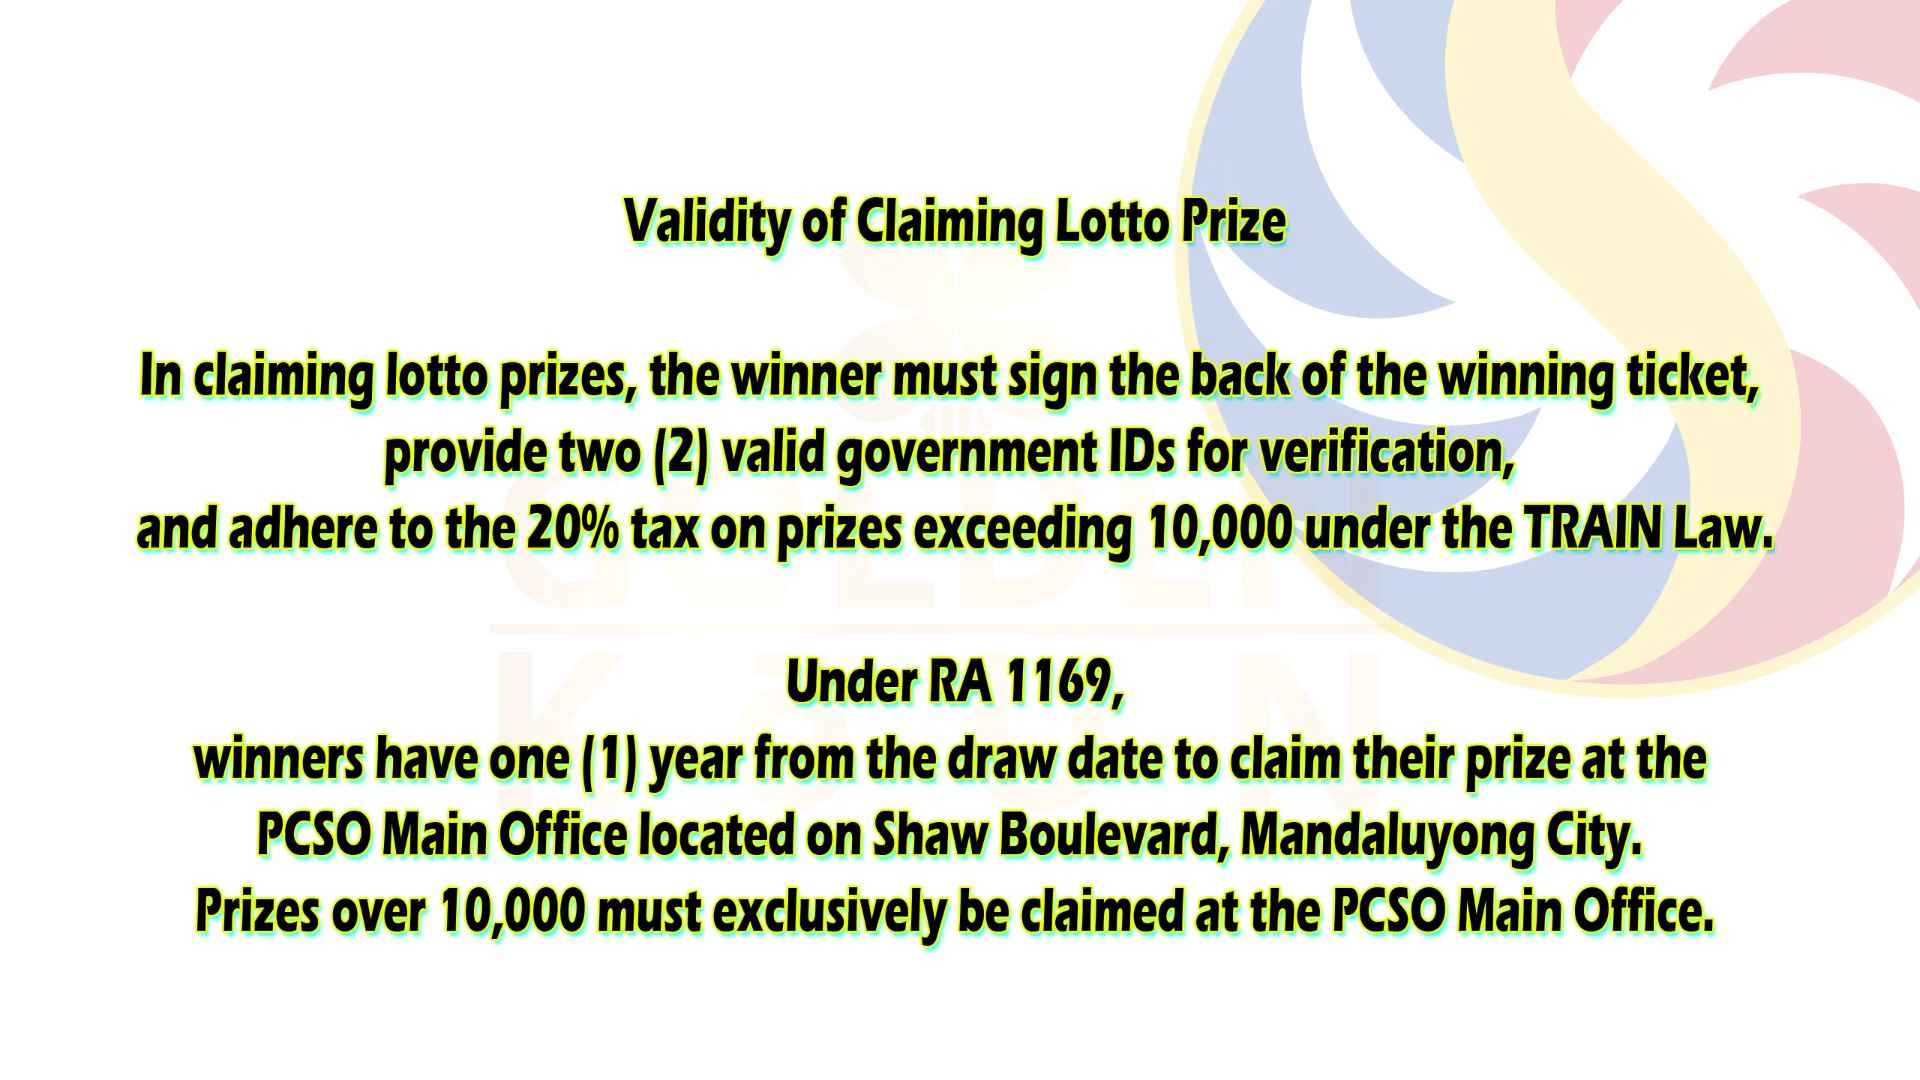 Validity of Claiming Lotto Prize
In claiming lotto prizes, the winner must sign the back of the winning ticket,
provide two (2) valid government IDs for verification,
and adhere to the 20% tax on prizes exceeding 10,000 under the TRAIN Law.
Under RA 1169,
winners have one (1) year from the draw date to claim their prize at the
PCSO Main Office located on Shaw Boulevard, Mandaluyong City.
Prizes over 10,000 must exclusively be claimed at the PCSO Main Office.
GOLDEN
KōUN